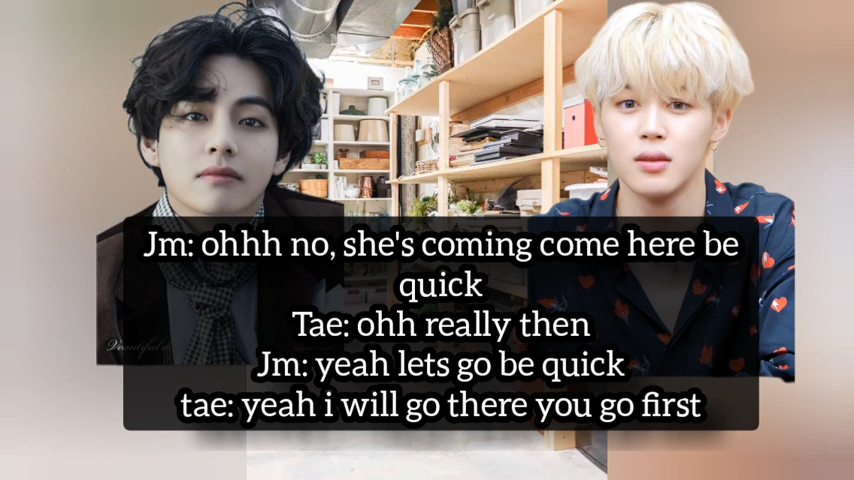 Jm: ohhh no, she's coming come here be
quick
Tae: ohh really then
Jm: yeah lets go be quick
tae: yeah i will go there you go first